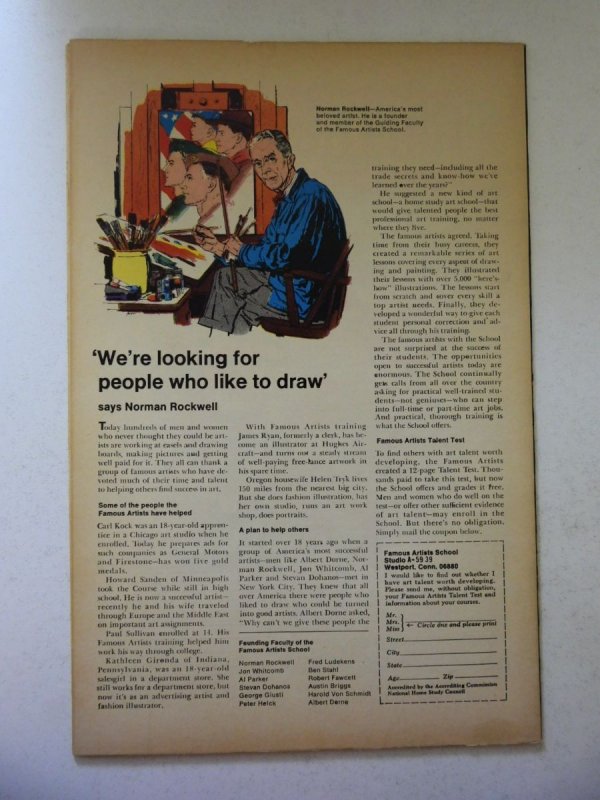 Norman Rockwell—America's most
beloved artist. He is a founder
and member of the Guiding Faculty
of the Famous Artists School.
'We're looking for
people who like to draw'
says Norman Rockwell
Today hundreds of men and women
who never thought they could be art-
ists are working at easels and drawing
boards, making pictures and getting
well paid for it. They all can thank a
group of famous artists who have de-
voted much of their time and talent
to helping others find success in art.
Some of the people the
Famous Artists have helped
Carl Kock was an 18-year-old appren-
tice in a Chicago art studio when he
enrolled. Today he prepares ads for
such companies as General Motors
and Firestone—has won five gold
medals.
Howard Sanden of Minneapolis
took the Course while still in high
school. He is now a successful artist—
recently he and his wife traveled
through Europe and the Middle East
on important art assignments.
Paul Sullivan enrolled at 14. His
Famous Artists training helped him
work his way through college.
Kathleen Gironda of Indiana,
Pennsylvania, was an 18-year-old
salesgirl in a department store. She
still works for a department store, but
now it's as an advertising artist and
fashion illustrator.
With Famous Artists training
James Ryan, formerly a clerk, has be-
come an illustrator at Hughes Air-
craft—and turns out a steady stream
of well-paying free-lance artwork in
his spare time.
Oregon housewife Helen Tryk lives
150 miles from the nearest big city.
But she does fashion illustration, has
her own studio, runs an art work
shop, does portraits.
A plan to help others
It started over 18 years ago when a
group of America's most successful
artists—men like Albert Dorne, Nor-
man Rockwell, Jon Whitcomb, Al
Parker and Stevan Dohanos—met in
New York City. They knew that all
over America there were people who
liked to draw who could be turned
into good artists. Albert Dorne asked,
"Why can't we give these people the
Founding Faculty of the
Famous Artists School
Norman Rockwell
Jon Whitcomb
Al Parker
Stevan Dohanos
George Giusti
Peter Helck
Fred Ludekens
Ben Stahl
Robert Fawcett
Austin Briggs
Harold Von Schmidt
Albert Dorne
training they need—including all the
trade secrets and know-how we've
learned over the years?"
He suggested a new kind of art
school—a home study art school—that
would give talented people the best
professional art training, no matter
where they live.
The famous artists agreed. Taking
time from their busy careers, they
created a remarkable series of art
lessons covering every aspect of draw-
ing and painting. They illustrated
their lessons with over 5,000 "here's-
how" illustrations. The lessons start
from scratch and cover every skill a
top artist needs. Finally, they de-
veloped a wonderful way to give each
student personal correction and ad-
vice all through his training.
The famous artists with the School
are not surprised at the success of
their students. The opportunities
open to successful artists today are
enormous. The School continually
gets calls from all over the country
asking for practical well-trained stu-
dents—not geniuses—who can step
into full-time or part-time art jobs.
And practical, thorough training is
what the School offers.
Famous Artists Talent Test
To find others with art talent worth
developing, the Famous Artists
created a 12-page Talent Test. Thou-
sands paid to take this test, but now
the School offers and grades it free.
Men and women who do well on the
test—or offer other sufficient evidence
of art talent—may enroll in the
School. But there's no obligation.
Simply mail the coupon below.
Famous Artists School
Studio A-5939
Westport, Conn. 06880
I would like to find out whether I
have art talent worth developing.
Please send me, without obligation,
your Famous Artists Talent Test and
information about your courses.
Mr.
Mrs.
Miss
← Circle one and please print
Street
City
State
Age Zip
Accredited by the Accrediting Commission
National Home Study Council